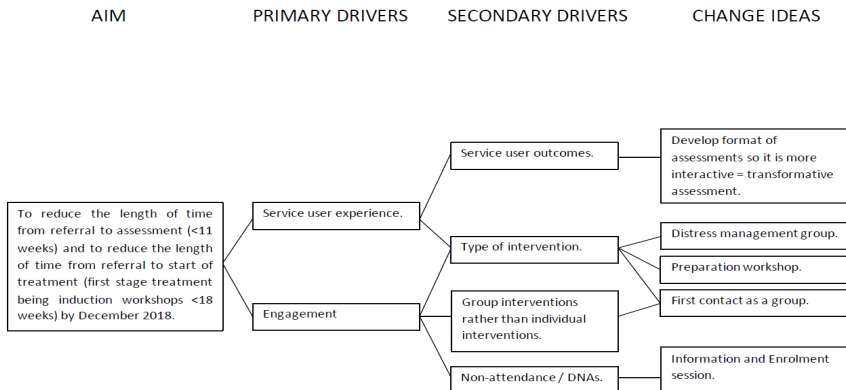 AIM
PRIMARY DRIVERS
SECONDARY DRIVERS
CHANGE IDEAS
To reduce the length of time
from referral to assessment (<11
weeks) and to reduce the length
of time from referral to start of
treatment (first stage treatment
being induction workshops <18
weeks) by December 2018.
Service user experience.
Engagement
Service user outcomes.
Type of intervention.
Group interventions
rather than individual
interventions.
Non-attendance / DNAs.
Develop format of
assessments so it is more
interactive = transformative
assessment.
Distress management group.
Preparation workshop.
First contact as a group.
Information and Enrolment
session.